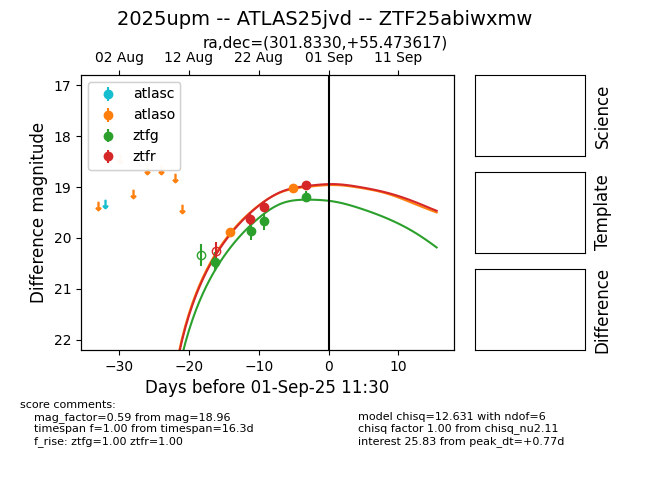 2025upm -- ATLAS25jvd -- ZTF25abiwxmw
ra,dec=(301.8330,+55.473617)
02 Aug 12 Aug 22 Aug 01 Sep 11 Sep
atlasc
atlaso
ztfg
ztfr
17
18
19
20
21
22
Difference magnitude
−30 −20 −10 0 10
Days before 01-Sep-25 11:30
Science
Template
Difference
score comments:
mag_factor=0.59 from mag=18.96
timespan f=1.00 from timespan=16.3d
f_rise: ztfg=1.00 ztfr=1.00
model chisq=12.631 with ndof=6
chisq factor 1.00 from chisq_nu2.11
interest 25.83 from peak_dt=+0.77d